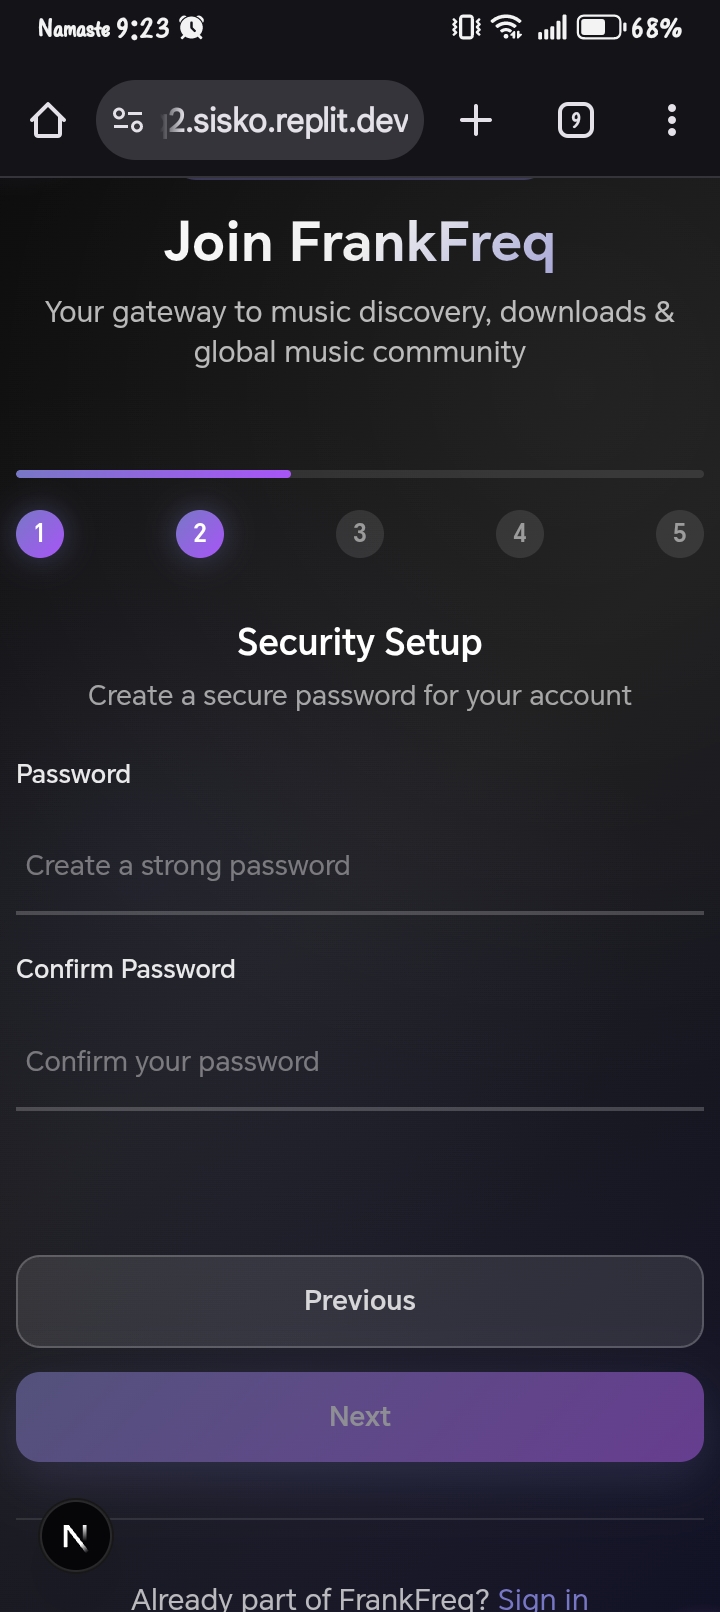 Namaste 9:23 68%
2.sisko.replit.dev 9
Join FrankFreq
Your gateway to music discovery, downloads &
global music community
1 2 3 4 5
Security Setup
Create a secure password for your account
Password
Create a strong password
Confirm Password
Confirm your password
Previous
Next
N
Already part of FrankFreq? Sign in